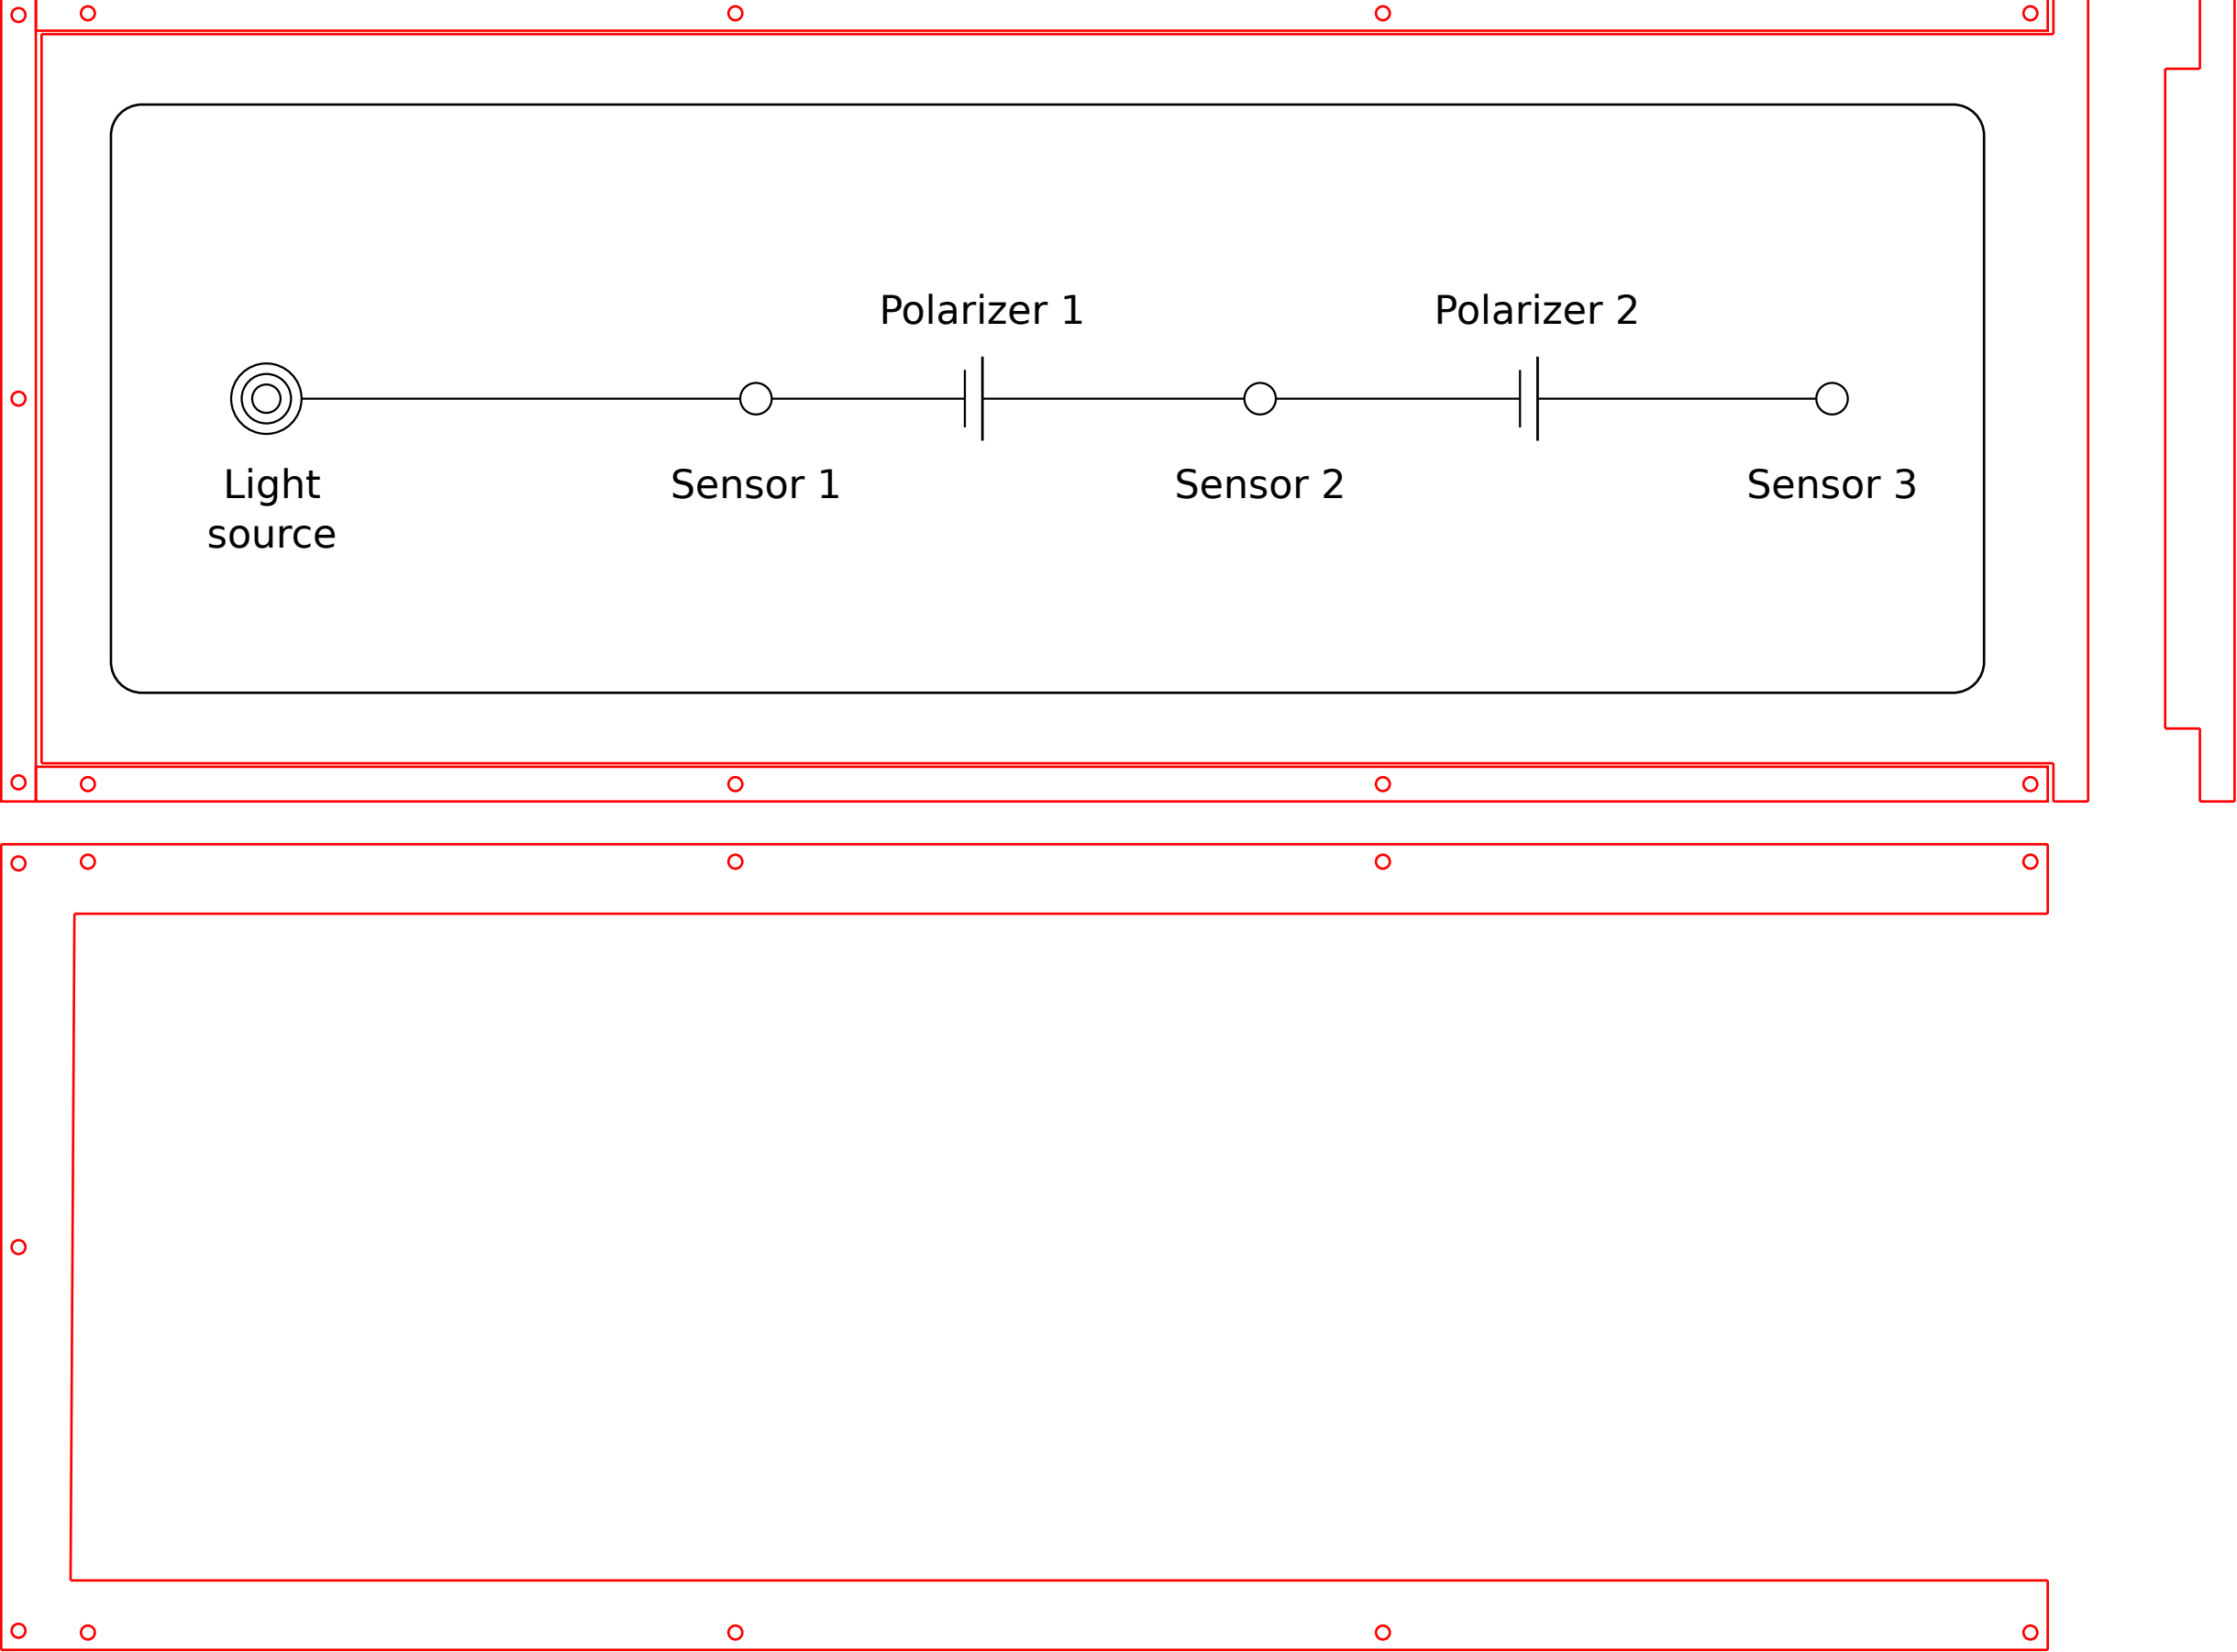 Polarizer 1
Polarizer 2
Light
source
Sensor 1
Sensor 2
Sensor 3